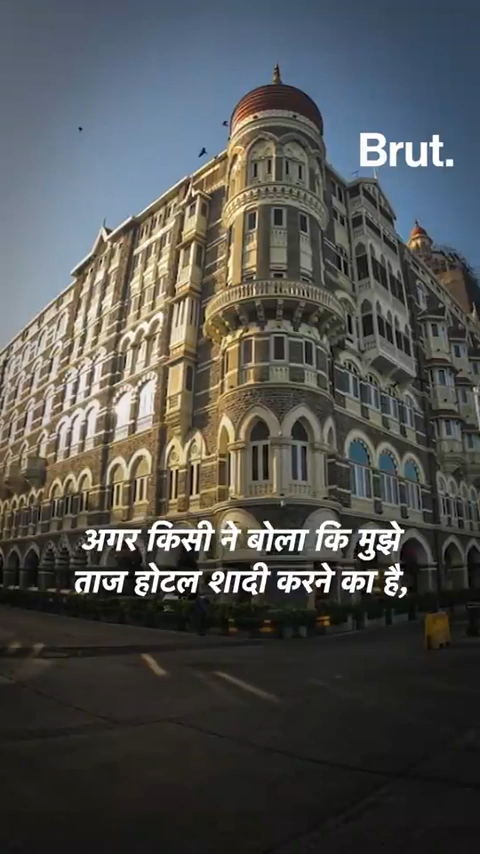 Brut.
अगर किसी ने बोला कि मुझे
ताज होटल शादी करने का है,